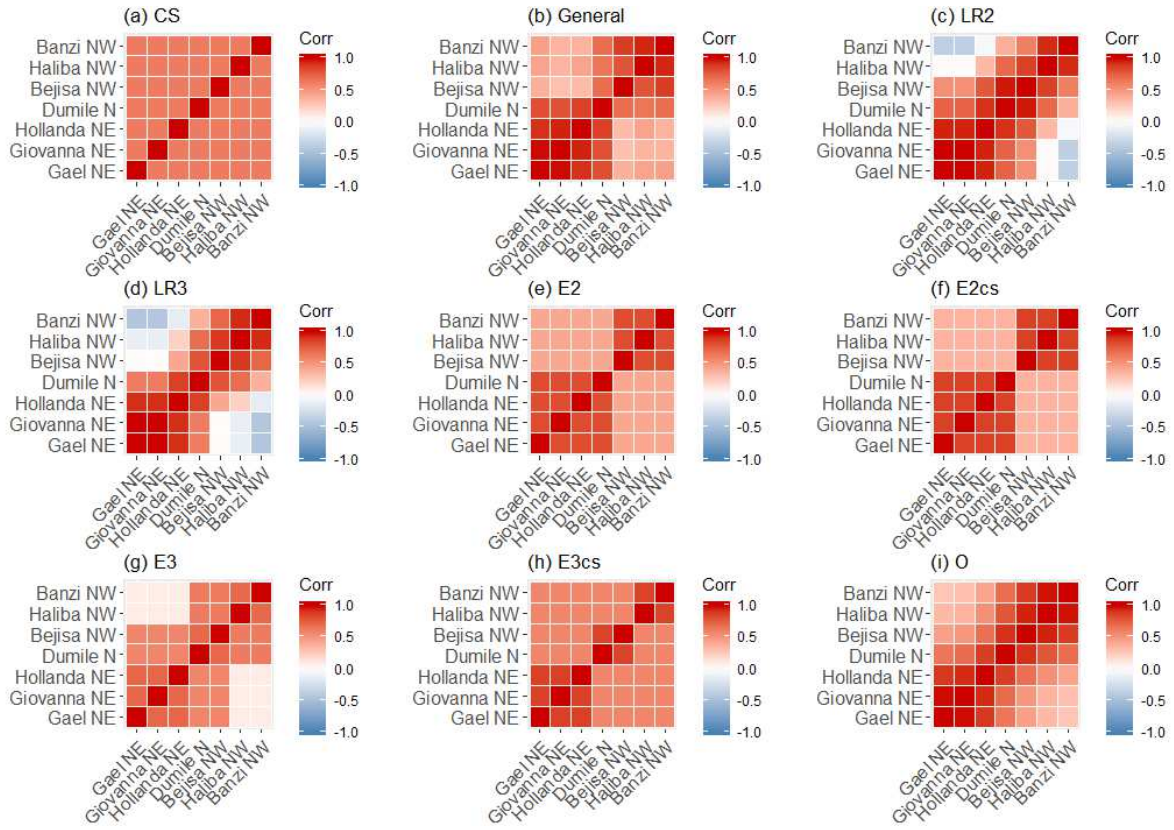 (a) CS
Corr
Banzi NW
Haliba NW
Bejisa NW
Dumile N
Hollanda NE
Giovanna NE
Gael NE
1.0
0.5
0.0
-0.5
-1.0
Gael NE
Giovanna NE
Hollanda NE
Dumile N
Bejisa NW
Haliba NW
Banzi NW
(b) General
Corr
Banzi NW
Haliba NW
Bejisa NW
Dumile N
Hollanda NE
Giovanna NE
Gael NE
1.0
0.5
0.0
-0.5
-1.0
Gael NE
Giovanna NE
Hollanda NE
Dumile N
Bejisa NW
Haliba NW
Banzi NW
(c) LR2
Corr
Banzi NW
Haliba NW
Bejisa NW
Dumile N
Hollanda NE
Giovanna NE
Gael NE
1.0
0.5
0.0
-0.5
-1.0
Gael NE
Giovanna NE
Hollanda NE
Dumile N
Bejisa NW
Haliba NW
Banzi NW
(d) LR3
Corr
Banzi NW
Haliba NW
Bejisa NW
Dumile N
Hollanda NE
Giovanna NE
Gael NE
1.0
0.5
0.0
-0.5
-1.0
Gael NE
Giovanna NE
Hollanda NE
Dumile N
Bejisa NW
Haliba NW
Banzi NW
(e) E2
Corr
Banzi NW
Haliba NW
Bejisa NW
Dumile N
Hollanda NE
Giovanna NE
Gael NE
1.0
0.5
0.0
-0.5
-1.0
Gael NE
Giovanna NE
Hollanda NE
Dumile N
Bejisa NW
Haliba NW
Banzi NW
(f) E2cs
Corr
Banzi NW
Haliba NW
Bejisa NW
Dumile N
Hollanda NE
Giovanna NE
Gael NE
1.0
0.5
0.0
-0.5
-1.0
Gael NE
Giovanna NE
Hollanda NE
Dumile N
Bejisa NW
Haliba NW
Banzi NW
(g) E3
Corr
Banzi NW
Haliba NW
Bejisa NW
Dumile N
Hollanda NE
Giovanna NE
Gael NE
1.0
0.5
0.0
-0.5
-1.0
Gael NE
Giovanna NE
Hollanda NE
Dumile N
Bejisa NW
Haliba NW
Banzi NW
(h) E3cs
Corr
Banzi NW
Haliba NW
Bejisa NW
Dumile N
Hollanda NE
Giovanna NE
Gael NE
1.0
0.5
0.0
-0.5
-1.0
Gael NE
Giovanna NE
Hollanda NE
Dumile N
Bejisa NW
Haliba NW
Banzi NW
(i) O
Corr
Banzi NW
Haliba NW
Bejisa NW
Dumile N
Hollanda NE
Giovanna NE
Gael NE
1.0
0.5
0.0
-0.5
-1.0
Gael NE
Giovanna NE
Hollanda NE
Dumile N
Bejisa NW
Haliba NW
Banzi NW